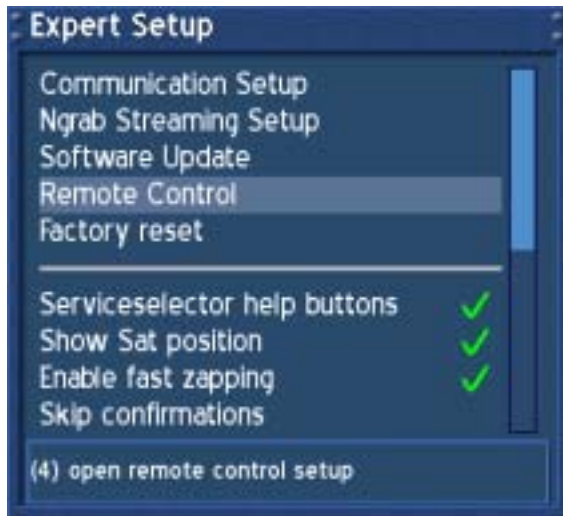 Expert Setup
Communication Setup
Ngrab Streaming Setup
Software Update
Remote Control
Factory reset
Serviceselector help buttons
Show Sat position
Enable fast zapping
Skip confirmations
(4) open remote control setup